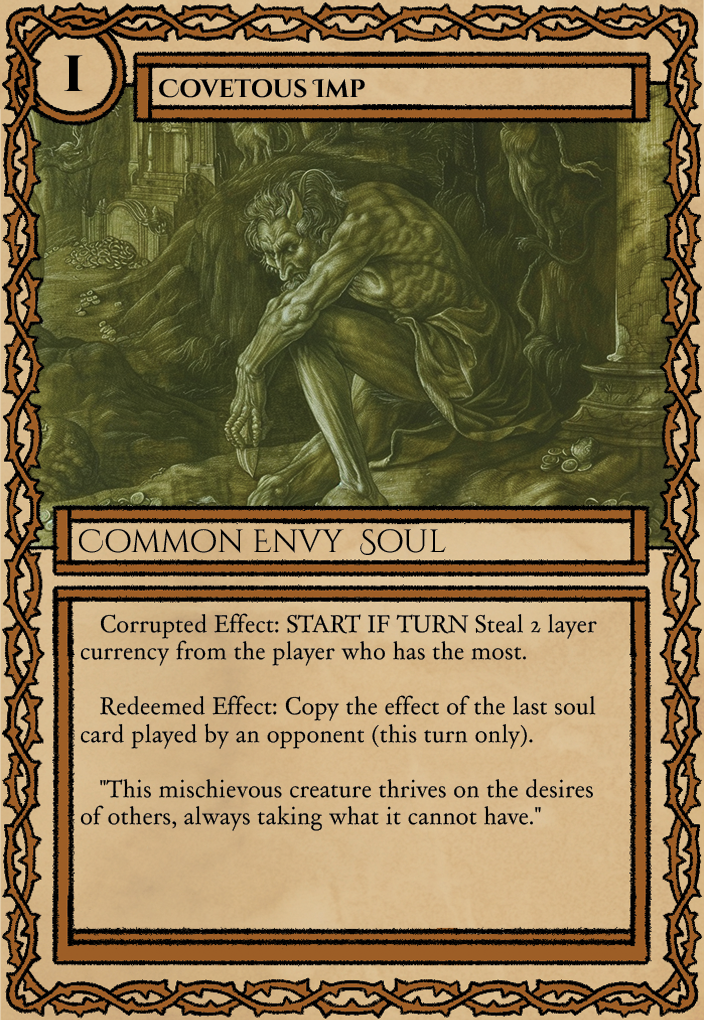 I
Covetous Imp
Common Envy Soul
Corrupted Effect: START IF TURN Steal 2 layer
currency from the player who has the most.
Redeemed Effect: Copy the effect of the last soul
card played by an opponent (this turn only).
"This mischievous creature thrives on the desires
of others, always taking what it cannot have."